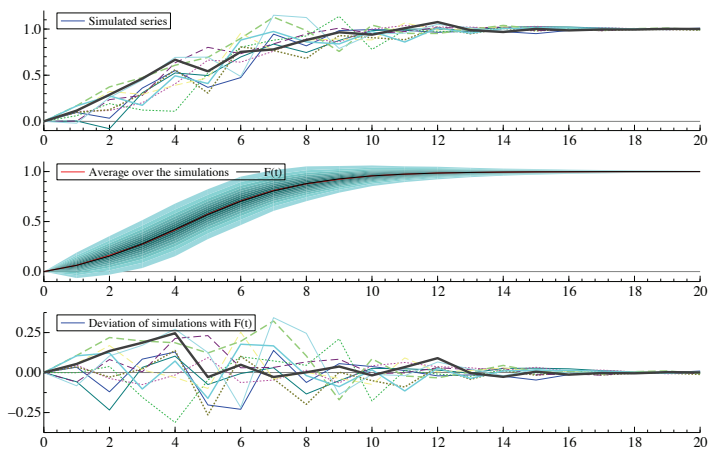 1.0
Simulated series
0.5
0.0
0 2 4 6 8 10 12 14 16 18 20
1.0
Average over the simulations F(t)
0.5
0.0
0 2 4 6 8 10 12 14 16 18 20
Deviation of simulations with F(t)
0.25
0.00
−0.25
0 2 4 6 8 10 12 14 16 18 20